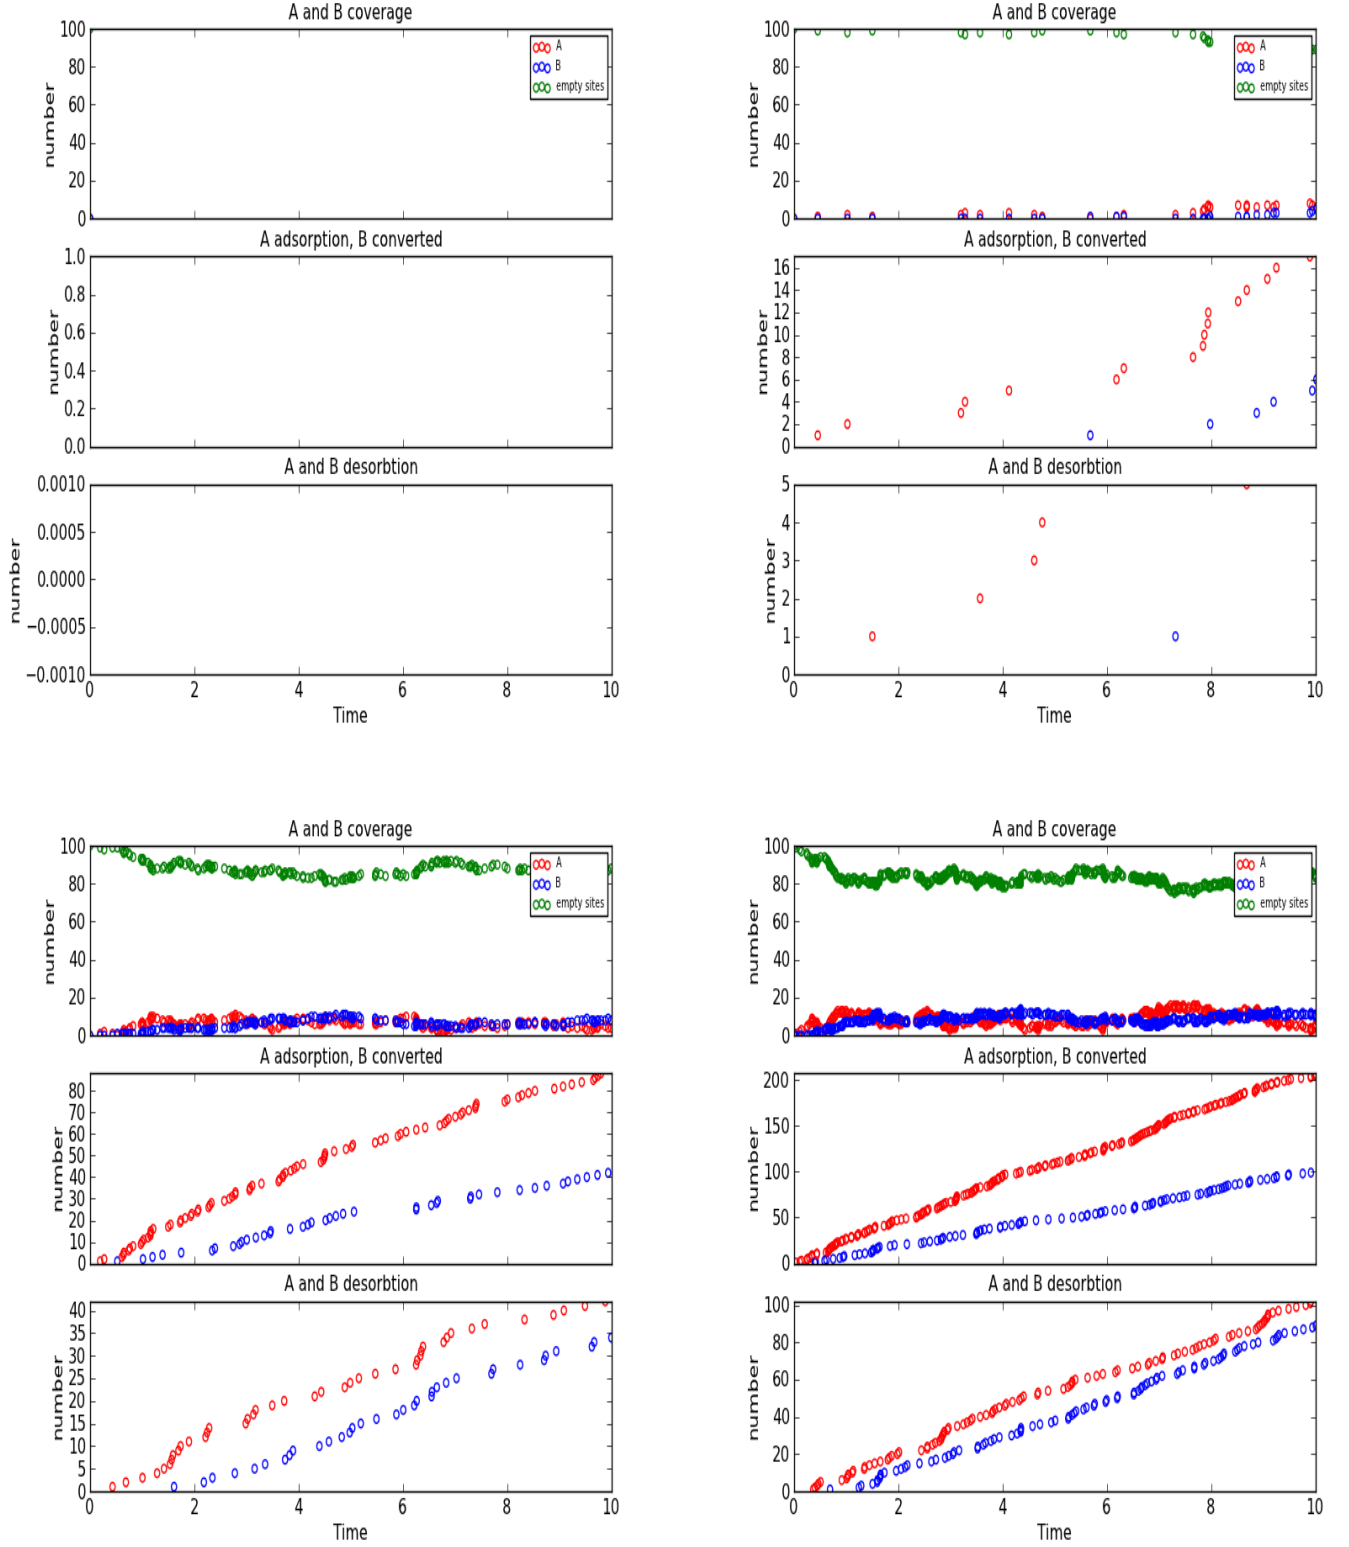 A and B coverage
number
100
80
60
40
20
0
A
B
empty sites
A adsorption, B converted
number
1.0
0.8
0.6
0.4
0.2
0.0
A and B desorbtion
number
0.0010
0.0005
0.0000
−0.0005
−0.0010
0 2 4 6 8 10
Time
A and B coverage
number
100
80
60
40
20
0
A
B
empty sites
A adsorption, B converted
number
16
14
12
10
8
6
4
2
0
A and B desorbtion
number
5
4
3
2
1
0
0 2 4 6 8 10
Time
A and B coverage
number
100
80
60
40
20
0
A
B
empty sites
A adsorption, B converted
number
80
70
60
50
40
30
20
10
0
A and B desorbtion
number
40
35
30
25
20
15
10
5
0
0 2 4 6 8 10
Time
A and B coverage
number
100
80
60
40
20
0
A
B
empty sites
A adsorption, B converted
number
200
150
100
50
0
A and B desorbtion
number
100
80
60
40
20
0
0 2 4 6 8 10
Time